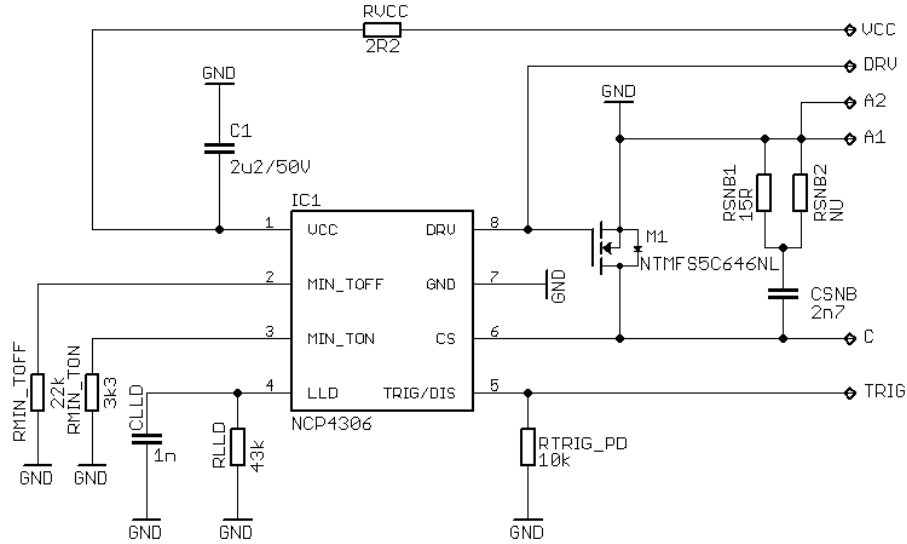 RVCC
2R2
VCC
DRV
GND
GND
A2
A1
C1
2u2/50V
RSNB1
15R
RSNB2
NU
IC1
1
VCC
DRV
8
M1
NTMFS5C646NL
2
MIN_TOFF
GND
7
GND
CSNB
2n7
3
MIN_TON
CS
6
C
RMIN_TOFF
22k
RMIN_TON
3k3
CLLD
1n
4
LLD
TRIG/DIS
5
TRIG
NCP4306
RLLD
43k
RTRIG_PD
10k
GND
GND
GND
GND
GND